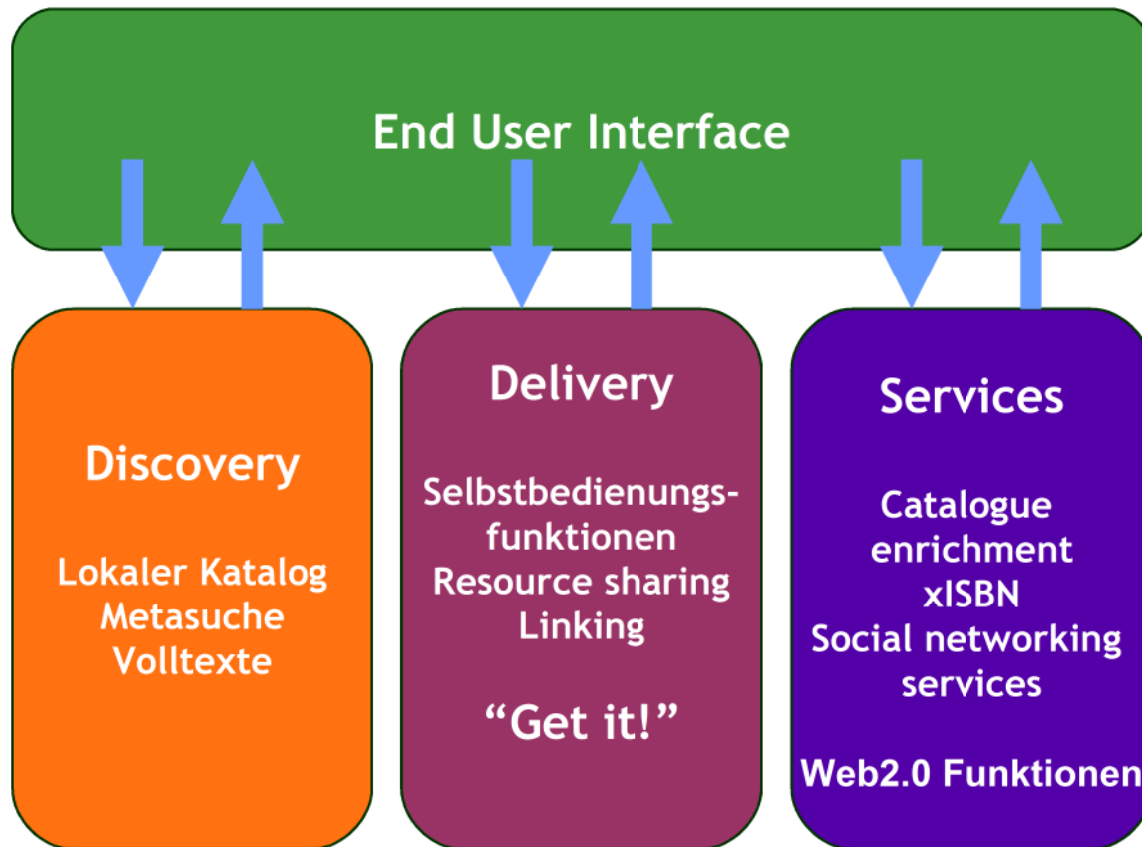 End User Interface
Discovery
Lokaler Katalog
Metasuche
Volltexte
Delivery
Selbstbedienungs-
funktionen
Resource sharing
Linking
“Get it!”
Services
Catalogue
enrichment
xISBN
Social networking
services
Web2.0 Funktionen